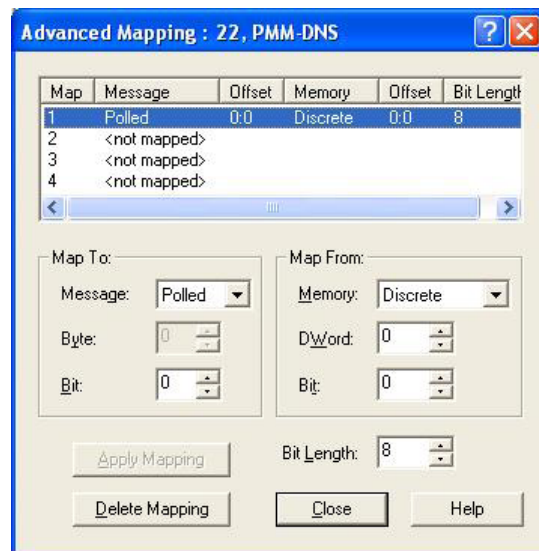 Advanced Mapping : 22, PMM-DNS
Map Message Offset Memory Offset Bit Length
1 Polled 0:0 Discrete 0:0 8
2 <not mapped>
3 <not mapped>
4 <not mapped>
Map To: Map From:
Message: Polled Memory: Discrete
Byte: 0 DWord: 0
Bit: 0 Bit: 0
Apply Mapping Bit Length: 8
Delete Mapping Close Help